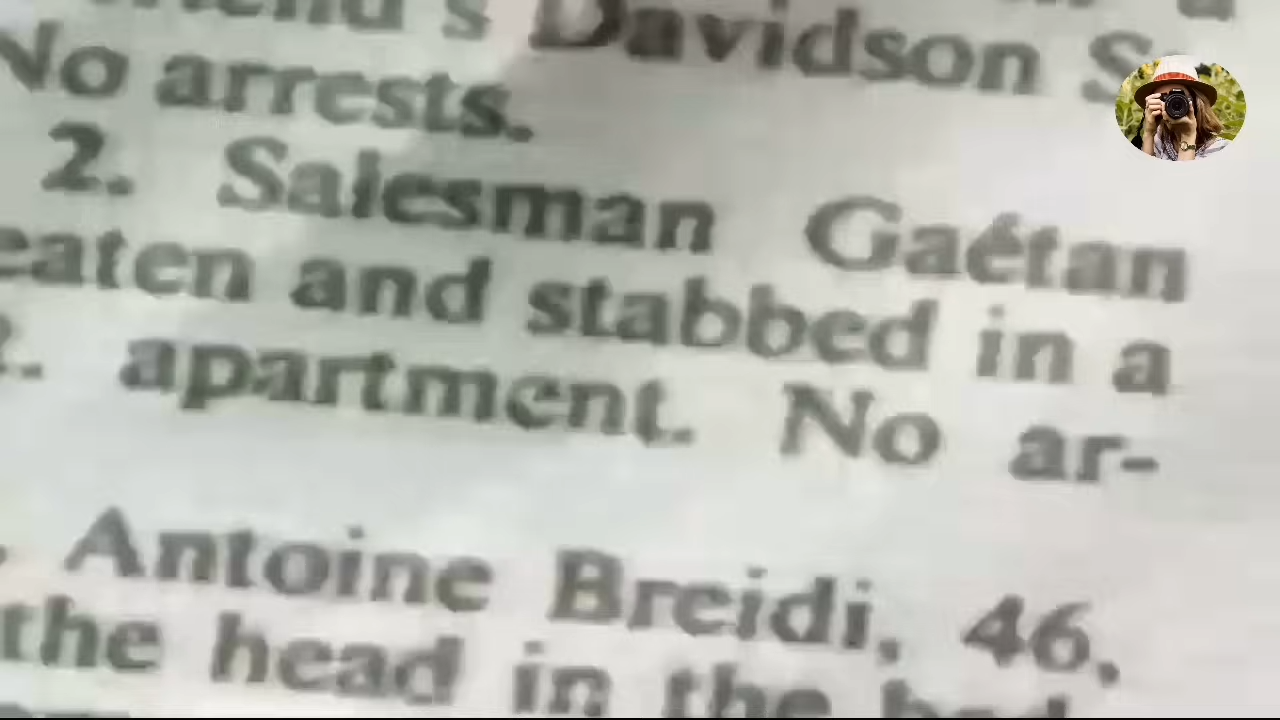 Davidson
No arrests.
2. Salesman Gaétan
eaten and stabbed in a
apartment. No ar-
Antoine Breidi, 46,
the head in the